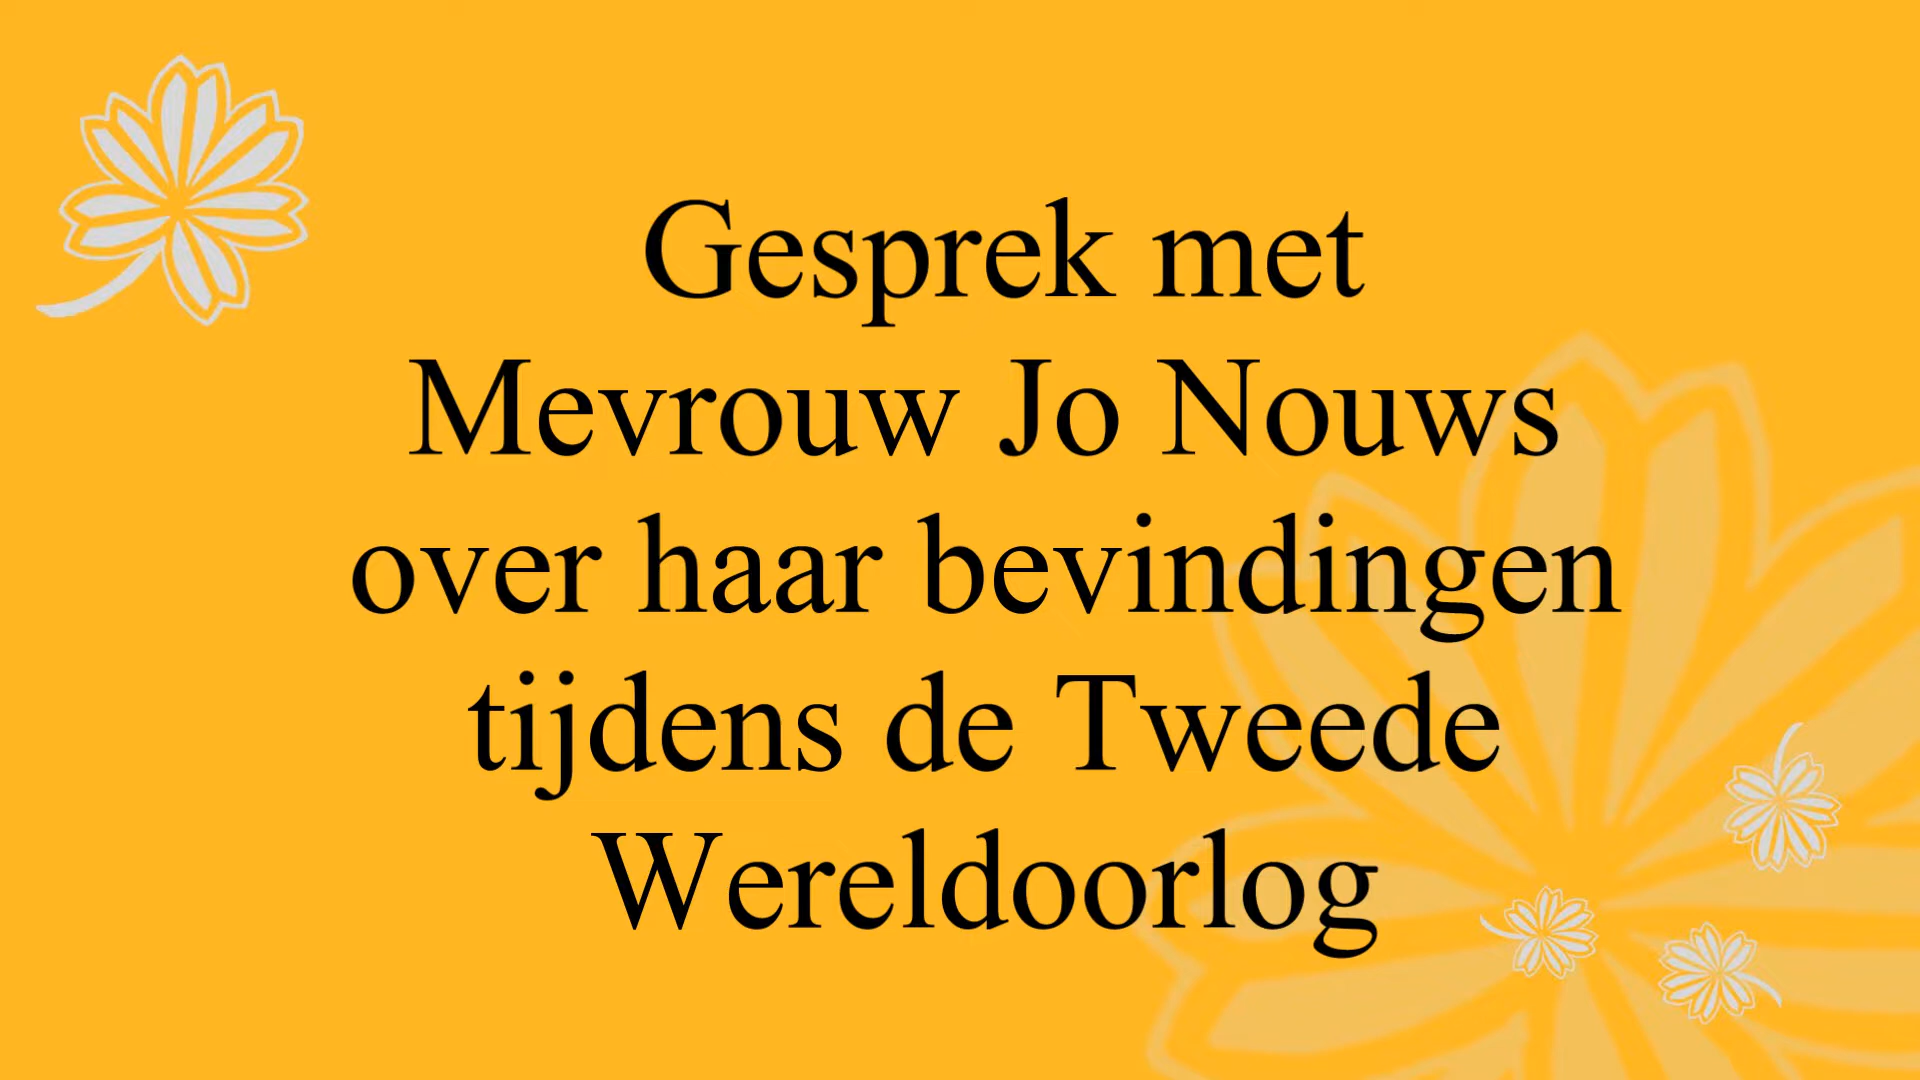 Gesprek met
Mevrouw Jo Nouws
over haar bevindingen
tijdens de Tweede
Wereldoorlog